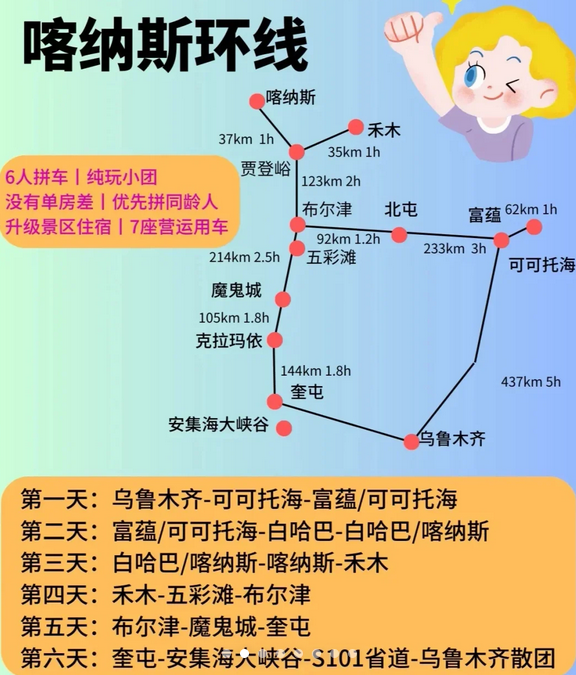 喀纳斯环线
喀纳斯
禾木
37km 1h
35km 1h
贾登峪
6人拼车丨纯玩小团
没有单房差丨优先拼同龄人
升级景区住宿丨7座营运用车
123km 2h
布尔津
北屯
富蕴
62km 1h
92km 1.2h
233km 3h
五彩滩
214km 2.5h
可可托海
魔鬼城
105km 1.8h
克拉玛依
144km 1.8h
437km 5h
奎屯
安集海大峡谷
乌鲁木齐
第一天：乌鲁木齐-可可托海-富蕴/可可托海
第二天：富蕴/可可托海-白哈巴-白哈巴/喀纳斯
第三天：白哈巴/喀纳斯-喀纳斯-禾木
第四天：禾木-五彩滩-布尔津
第五天：布尔津-魔鬼城-奎屯
第六天：奎屯-安集海大峡谷-S101省道-乌鲁木齐散团